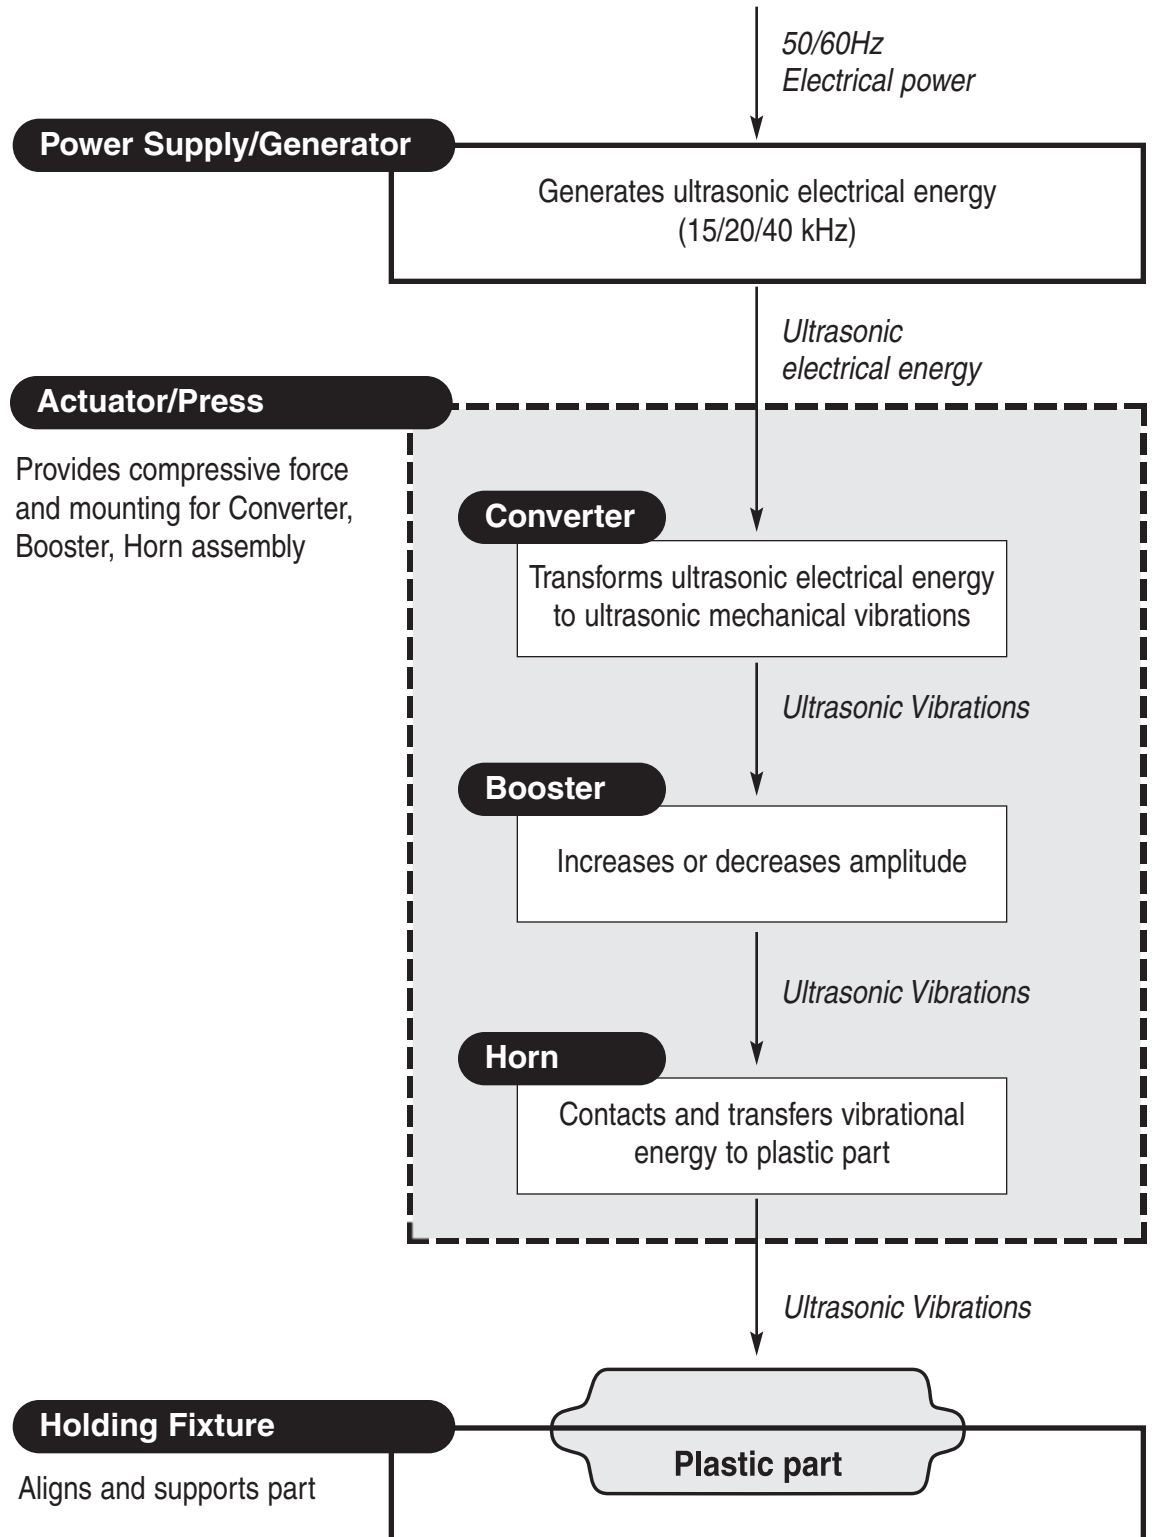 50/60Hz
Electrical power
Power Supply/Generator
Generates ultrasonic electrical energy
(15/20/40 kHz)
Ultrasonic
electrical energy
Actuator/Press
Provides compressive force
and mounting for Converter,
Booster, Horn assembly
Converter
Transforms ultrasonic electrical energy
to ultrasonic mechanical vibrations
Ultrasonic Vibrations
Booster
Increases or decreases amplitude
Ultrasonic Vibrations
Horn
Contacts and transfers vibrational
energy to plastic part
Ultrasonic Vibrations
Holding Fixture
Aligns and supports part
Plastic part